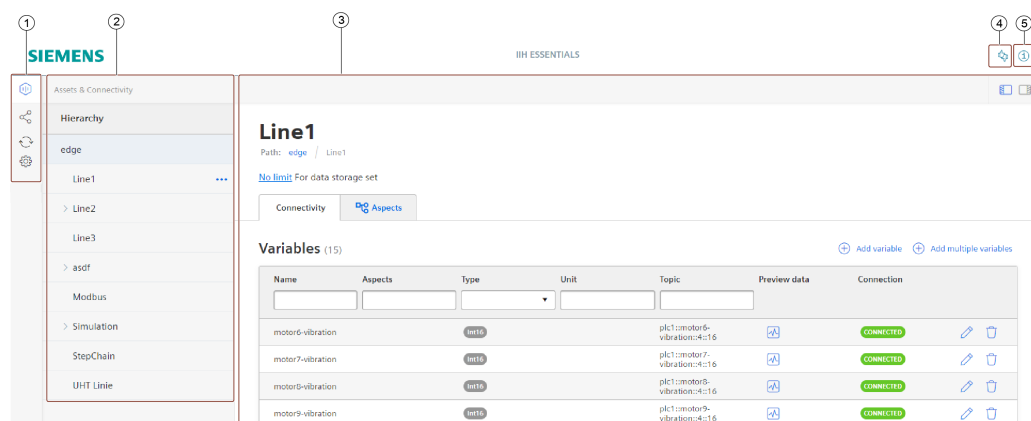 1 2 3 4 5
SIEMENS IIH ESSENTIALS
Assets & Connectivity
Hierarchy
edge
Line1 •••
Line2
Line3
asdf
Modbus
Simulation
StepChain
UHT Linie
Line1
Path: edge / Line1
No limit For data storage set
Connectivity Aspects
Variables (15) Add variable Add multiple variables
Name Aspects Type Unit Topic Preview data Connection
motor6-vibration Int16 plc1::motor6-
vibration::4::16 CONNECTED
motor7-vibration Int16 plc1::motor7-
vibration::4::16 CONNECTED
motor8-vibration Int16 plc1::motor8-
vibration::4::16 CONNECTED
motor9-vibration Int16 plc1::motor9-
vibration::4::16 CONNECTED